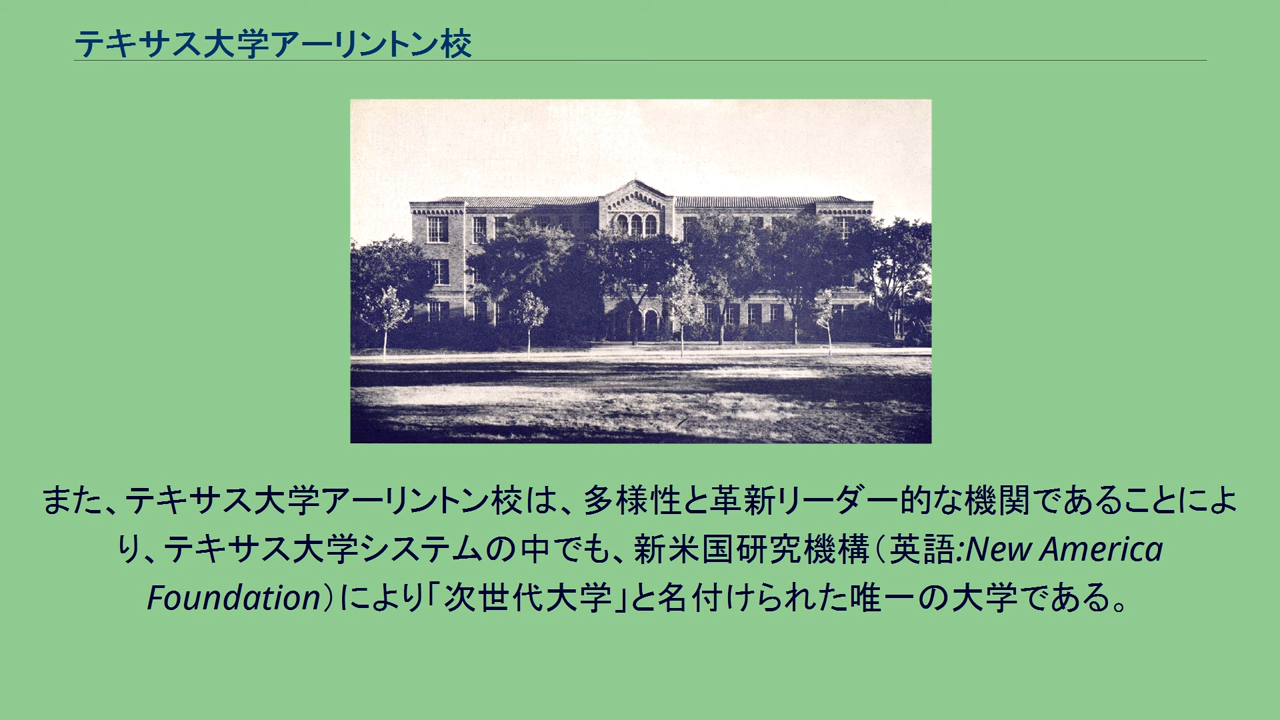 テキサス大学アーリントン校
また、テキサス大学アーリントン校は、多様性と革新リーダー的な機関であることによ
り、テキサス大学システムの中でも、新米国研究機構（英語:New America
Foundation）により「次世代大学」と名付けられた唯一の大学である。